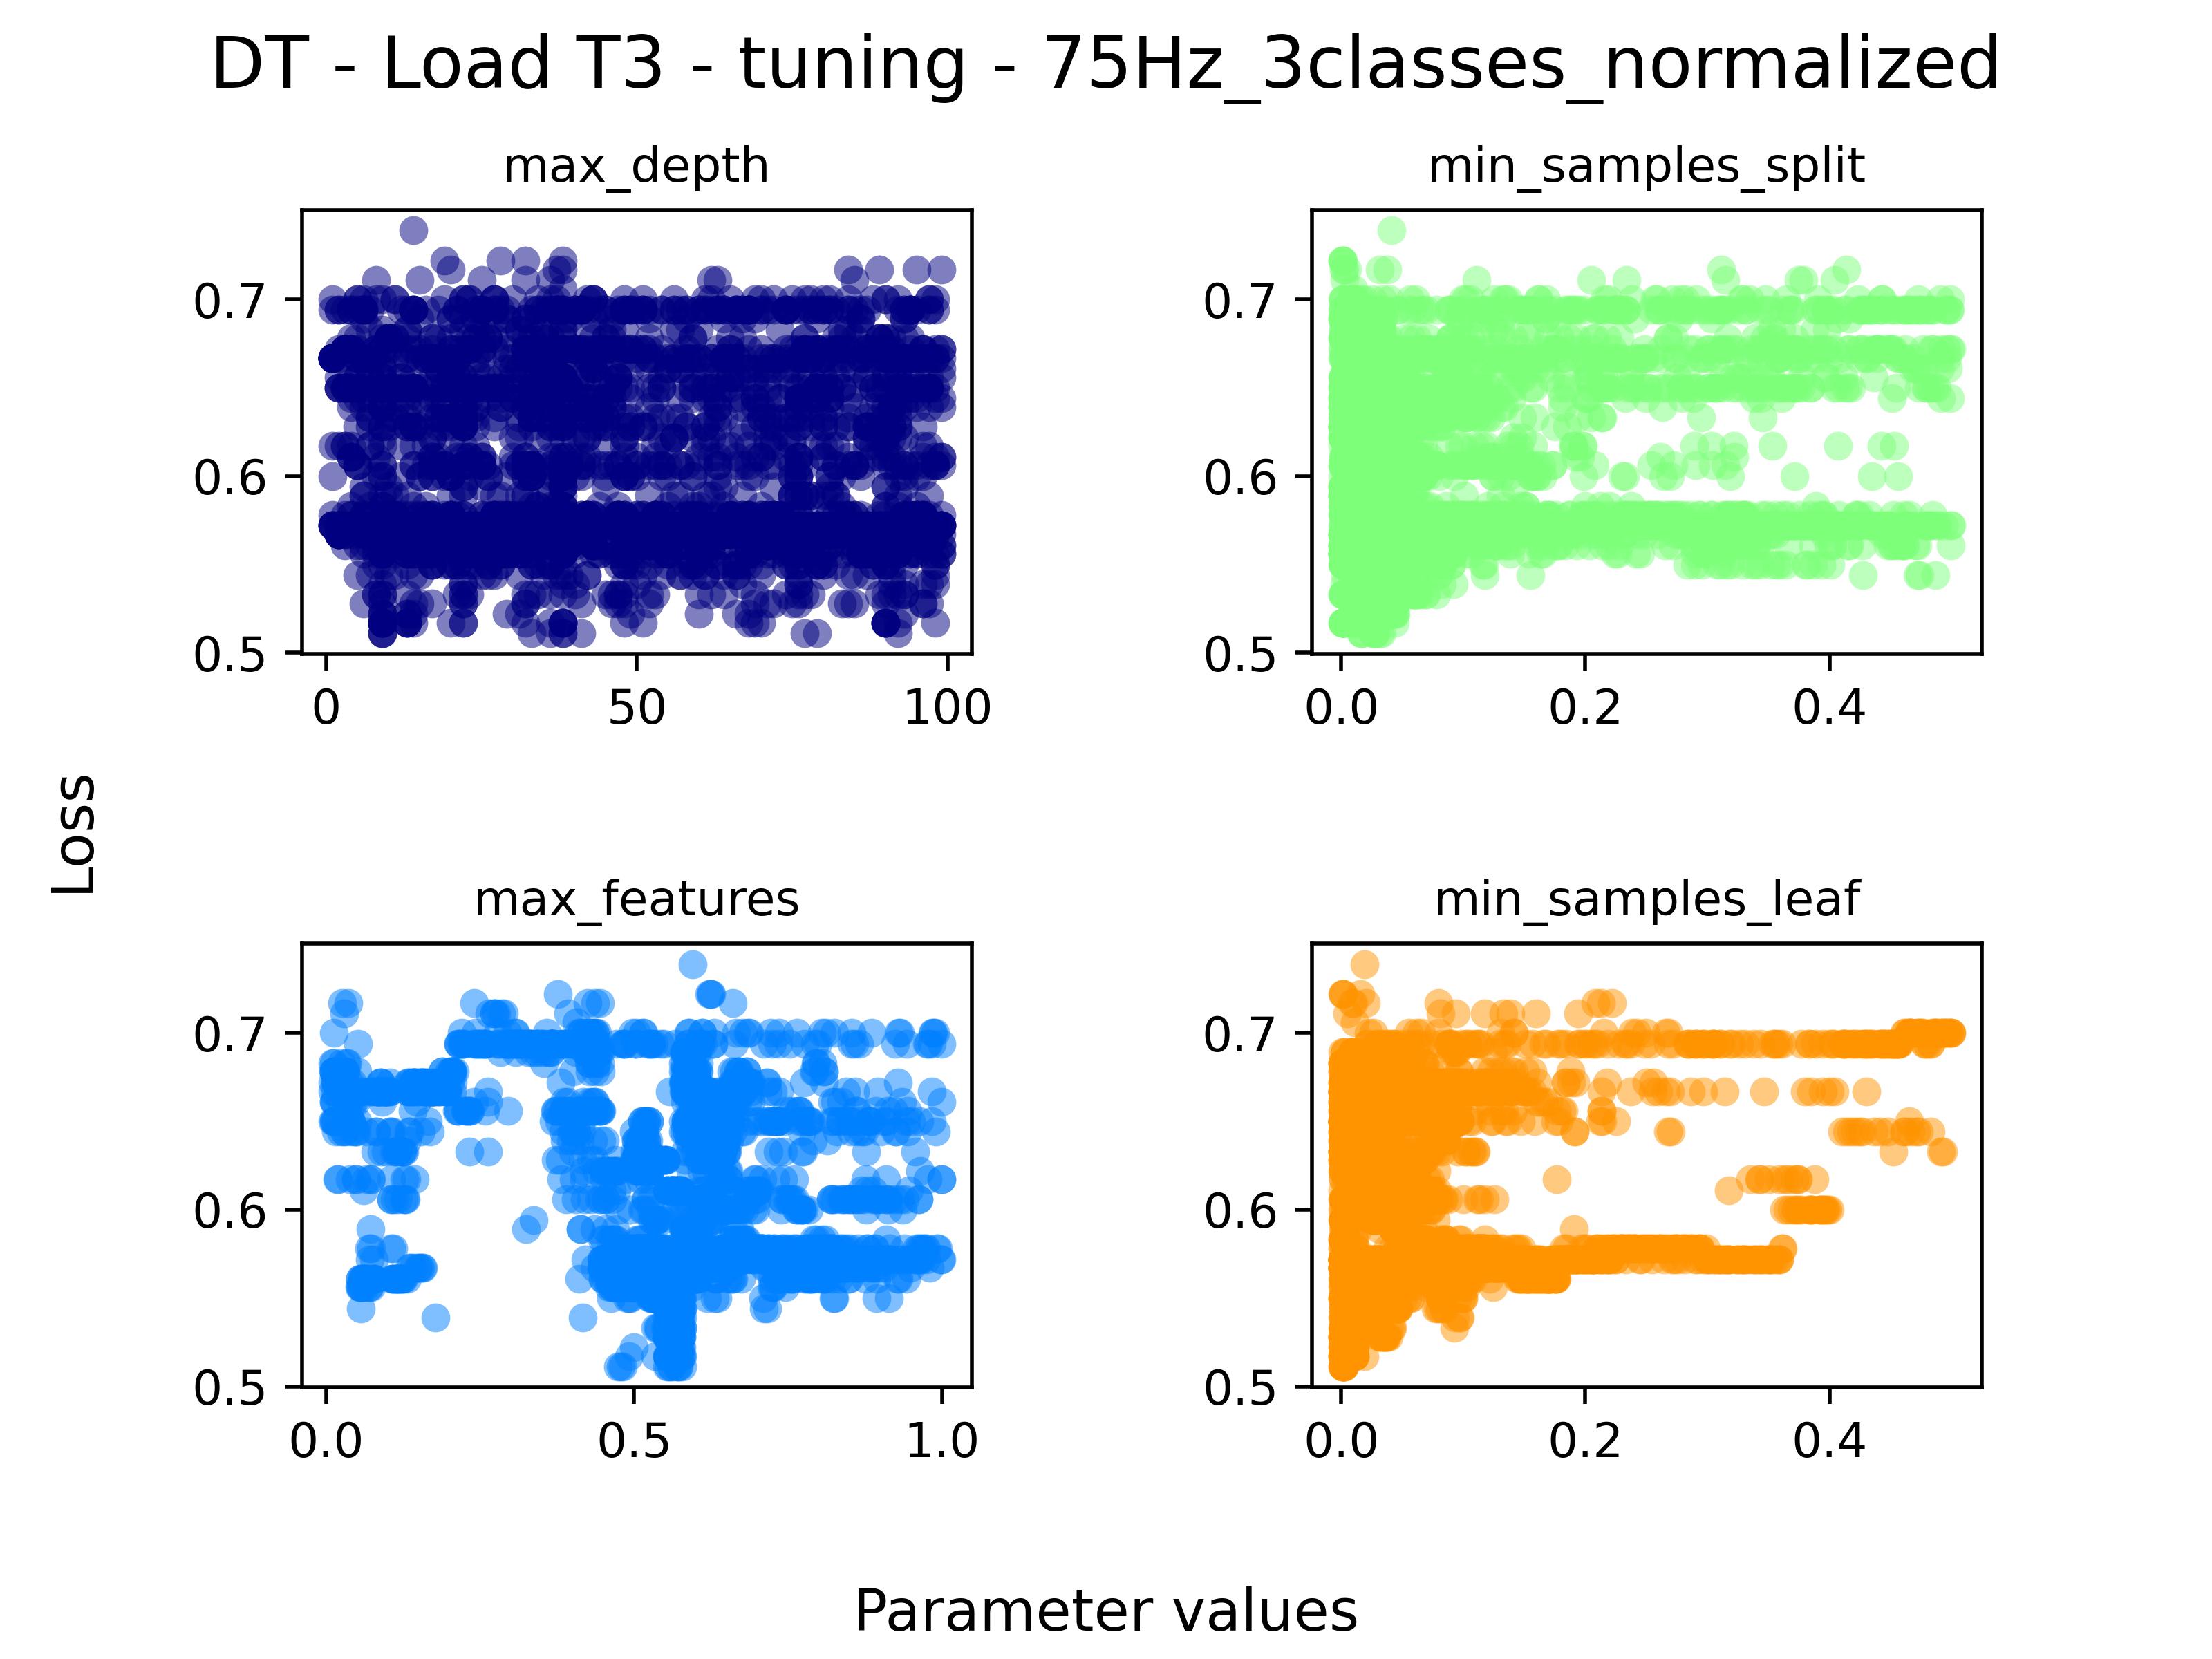 DT - Load T3 - tuning - 75Hz_3classes_normalized
max_depth
min_samples_split
0.7
0.6
0.5
0 50 100
0.7
0.6
0.5
0.0 0.2 0.4
Loss
max_features
min_samples_leaf
0.7
0.6
0.5
0.0 0.5 1.0
0.7
0.6
0.5
0.0 0.2 0.4
Parameter values